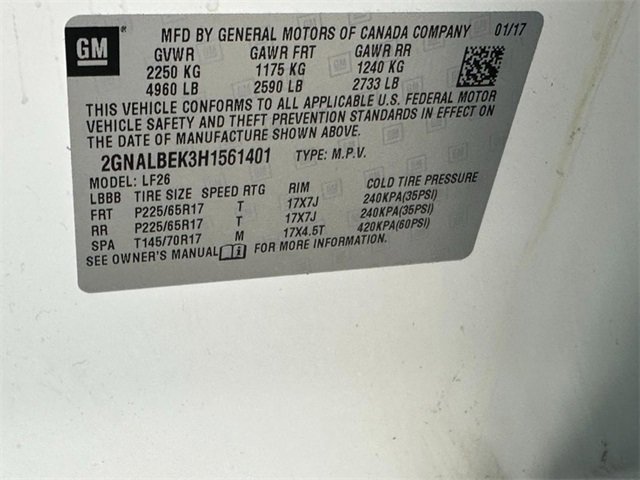 GM
MFD BY GENERAL MOTORS OF CANADA COMPANY 01/17
GVWR GAWR FRT GAWR RR
2250 KG 1175 KG 1240 KG
4960 LB 2590 LB 2733 LB
THIS VEHICLE CONFORMS TO ALL APPLICABLE U.S. FEDERAL MOTOR
VEHICLE SAFETY AND THEFT PREVENTION STANDARDS IN EFFECT ON
THE DATE OF MANUFACTURE SHOWN ABOVE.
2GNALBEK3H1561401 TYPE: M.P.V.
MODEL: LF26
LBBB TIRE SIZE SPEED RTG RIM COLD TIRE PRESSURE
FRT P225/65R17 T 17X7J 240KPA(35PSI)
RR P225/65R17 T 17X7J 240KPA(35PSI)
SPA T145/70R17 M 17X4.5T 420KPA(60PSI)
SEE OWNER'S MANUAL FOR ADDITIONAL INFORMATION.